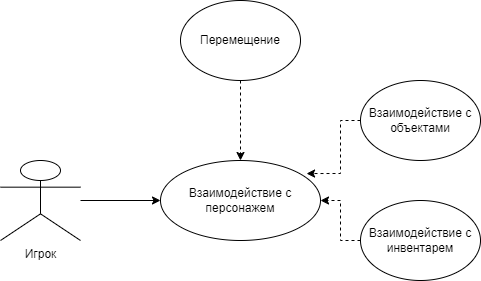 Перемещение
Взаимодействие с
объектами
Взаимодействие с
персонажем
Взаимодействие с
инвентарем
Игрок